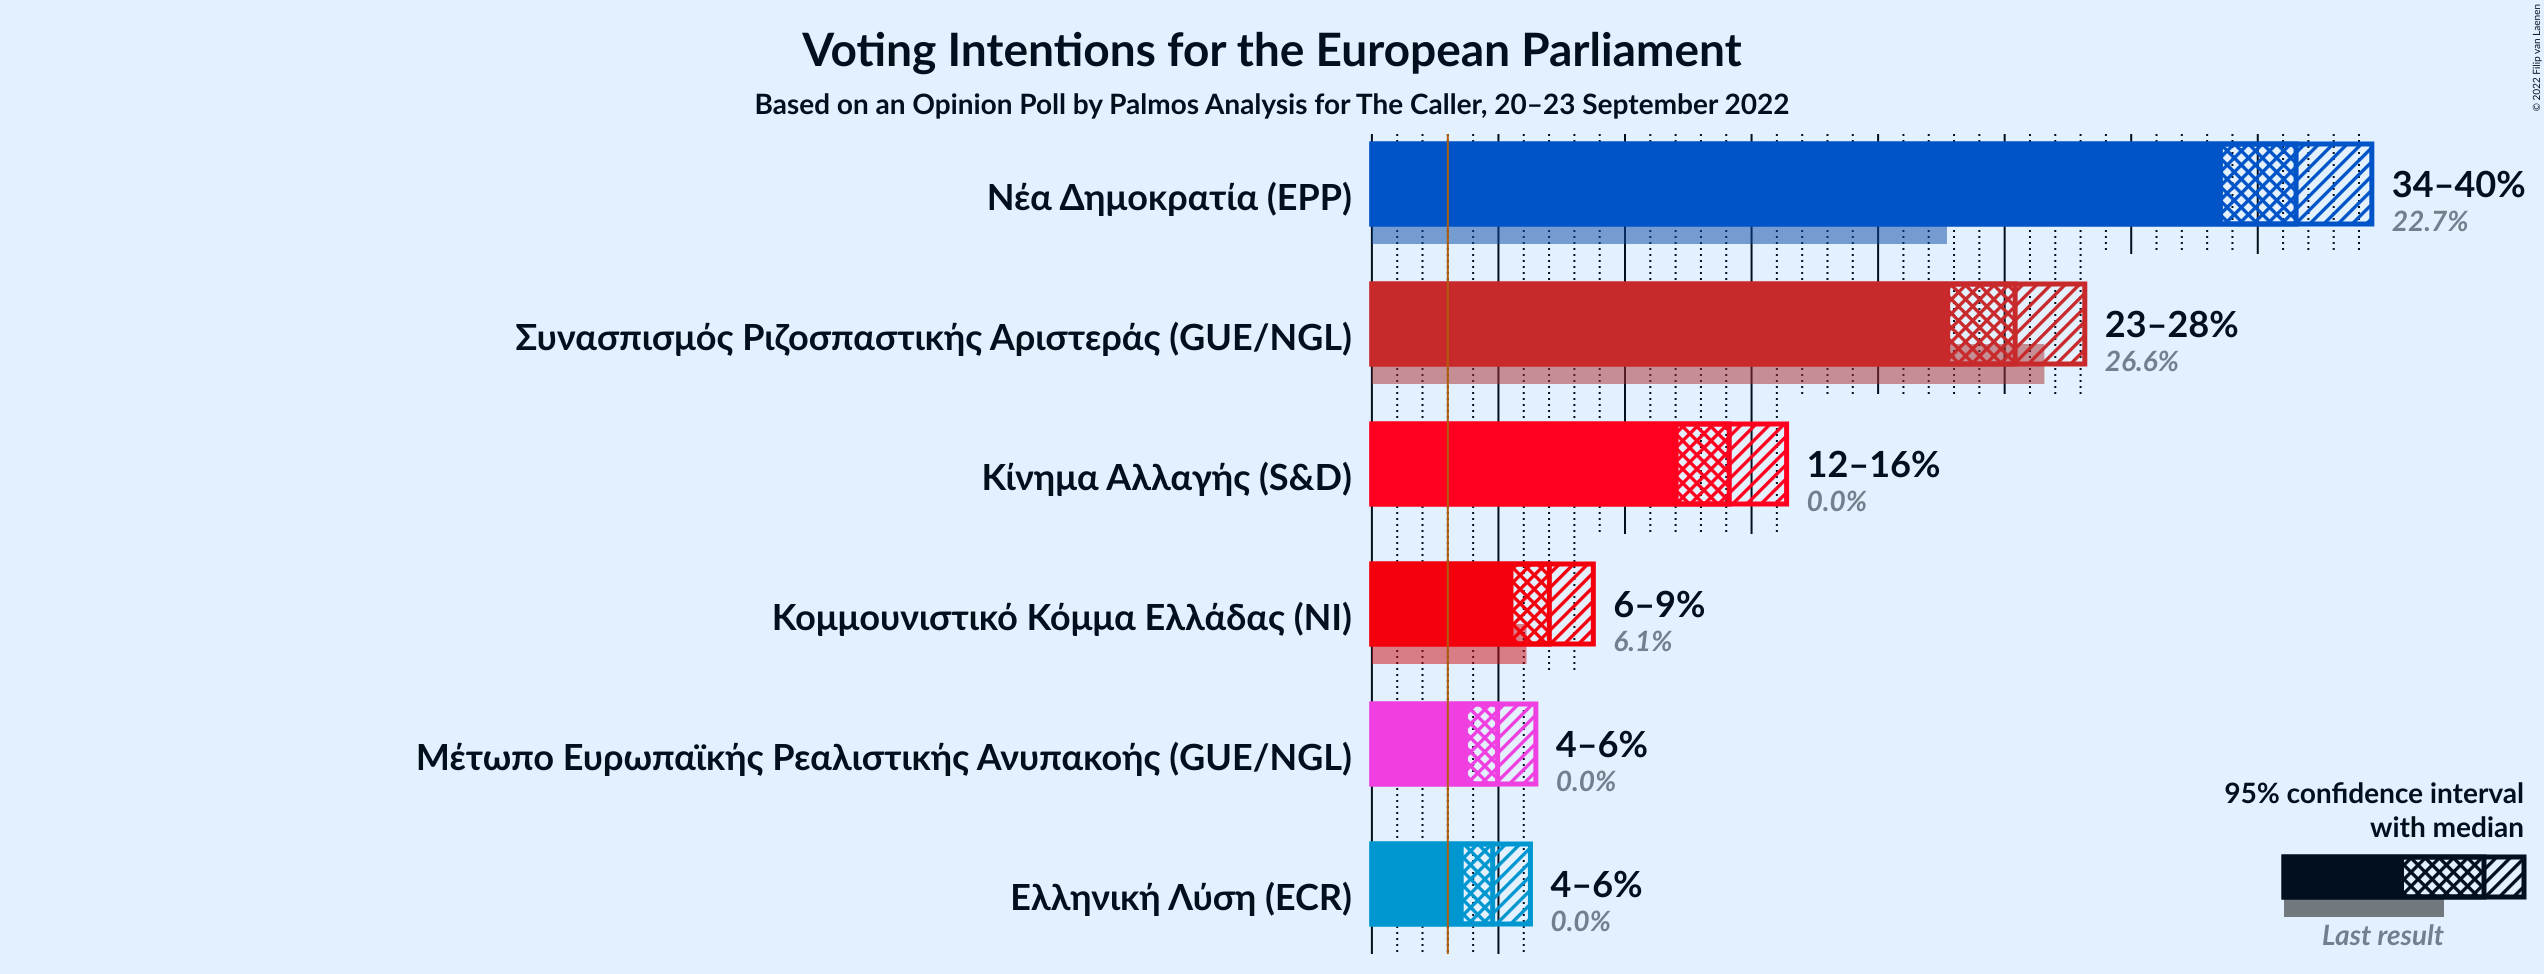 Voting Intentions for the European Parliament
Based on an Opinion Poll by Palmos Analysis for The Caller, 20–23 September 2022
© 2022 Filip van Laenen
Νέα Δημοκρατία (EPP)
34–40%
22.7%
Συνασπισμός Ριζοσπαστικής Αριστεράς (GUE/NGL)
23–28%
26.6%
Κίνημα Αλλαγής (S&D)
12–16%
0.0%
Κομμουνιστικό Κόμμα Ελλάδας (NI)
6–9%
6.1%
Μέτωπο Ευρωπαϊκής Ρεαλιστικής Ανυπακοής (GUE/NGL)
4–6%
0.0%
Ελληνική Λύση (ECR)
4–6%
0.0%
95% confidence interval
with median
Last result